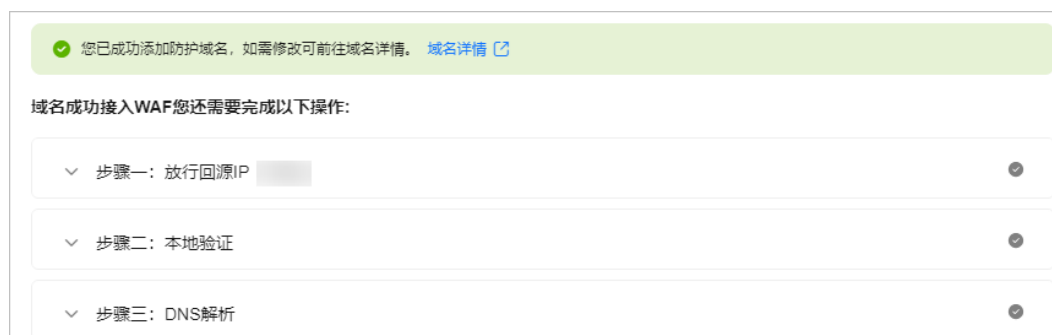 您已成功添加防护域名，如需修改可前往域名详情。 域名详情
域名成功接入WAF您还需要完成以下操作:
步骤一：放行回源IP
步骤二：本地验证
步骤三：DNS解析